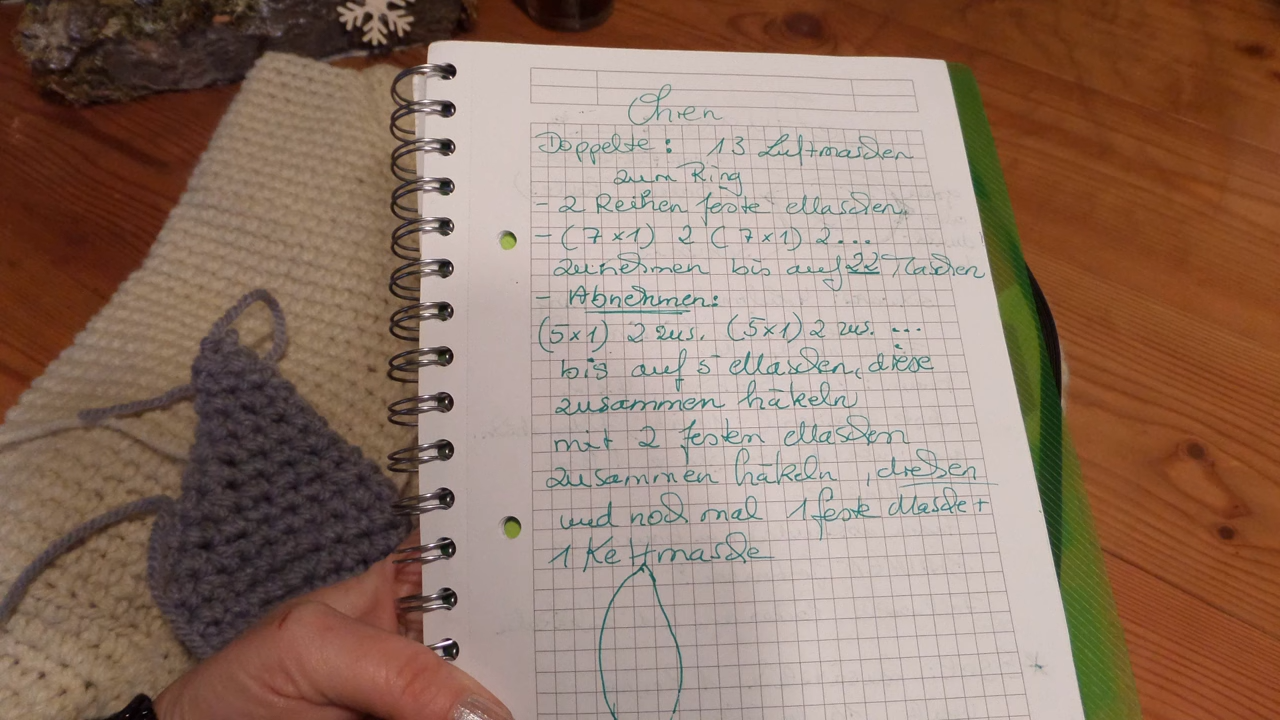 Ohren
Doppelte: 13 Luftmaschen
zum Ring
- 2 Reihen feste Maschen
- (7x1) 2 (7x1) 2...
zunehmen bis auf 22 Maschen
- Abnehmen:
(5x1) 2 zus. (5x1) 2 zus. ...
bis auf 5 Maschen, diese
zusammen häkeln
mit 2 festen Maschen
zusammen häkeln, drehen
und noch mal 1 feste Masche +
1 Kettmasche